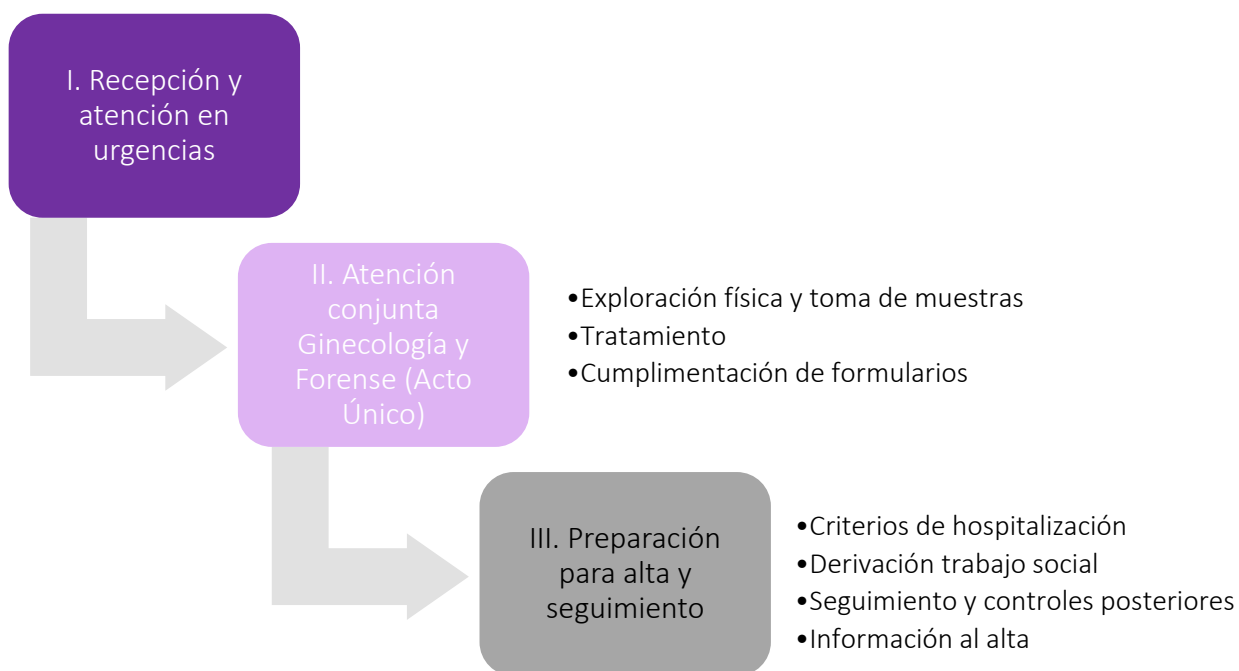 I. Recepción y
atención en
urgencias
II. Atención
conjunta
Ginecología y
Forense (Acto
Único)
•Exploración física y toma de muestras
•Tratamiento
•Cumplimentación de formularios
III. Preparación
para alta y
seguimiento
•Criterios de hospitalización
•Derivación trabajo social
•Seguimiento y controles posteriores
•Información al alta